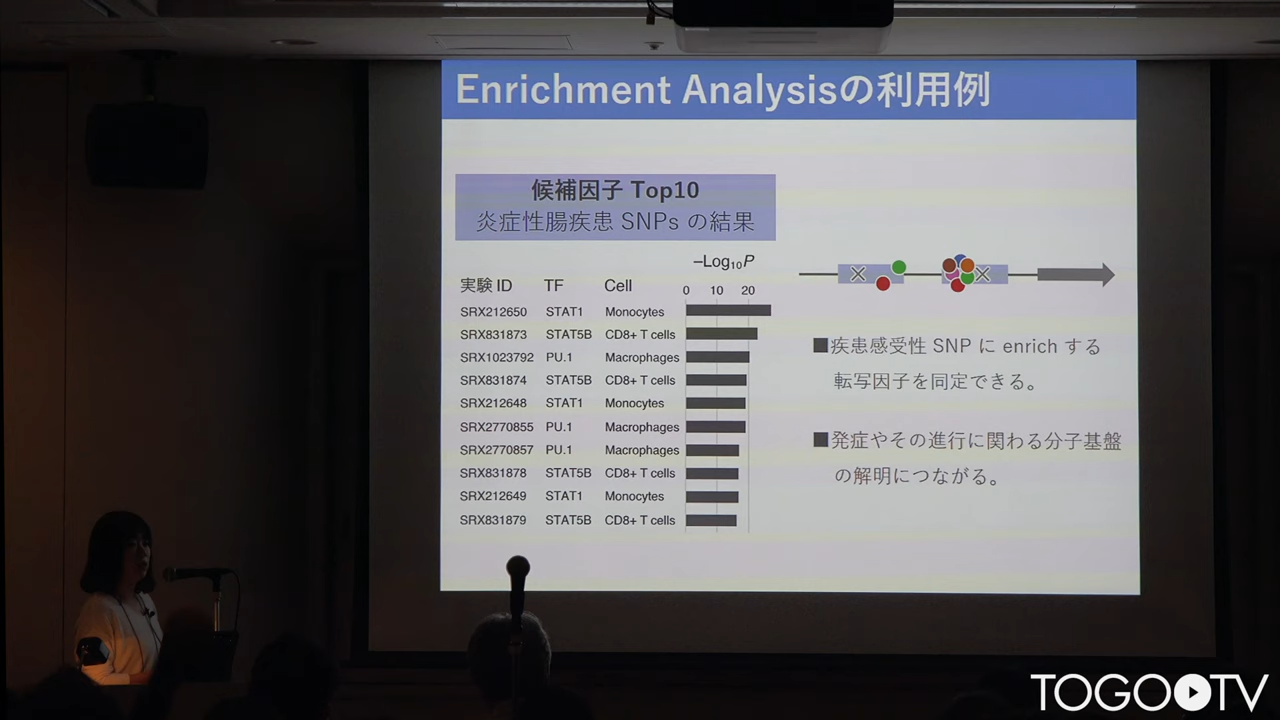 Enrichment Analysisの利用例
候補因子 Top10
炎症性腸疾患 SNPs の結果
−Log10P
実験 ID TF Cell 0 10 20
SRX212650 STAT1 Monocytes
SRX831873 STAT5B CD8+ T cells
SRX1023792 PU.1 Macrophages
SRX831874 STAT5B CD8+ T cells
SRX212648 STAT1 Monocytes
SRX2770855 PU.1 Macrophages
SRX2770857 PU.1 Macrophages
SRX831878 STAT5B CD8+ T cells
SRX212649 STAT1 Monocytes
SRX831879 STAT5B CD8+ T cells
■疾患感受性 SNP に enrich する
転写因子を同定できる。
■発症やその進行に関わる分子基盤
の解明につながる。
TOGO TV